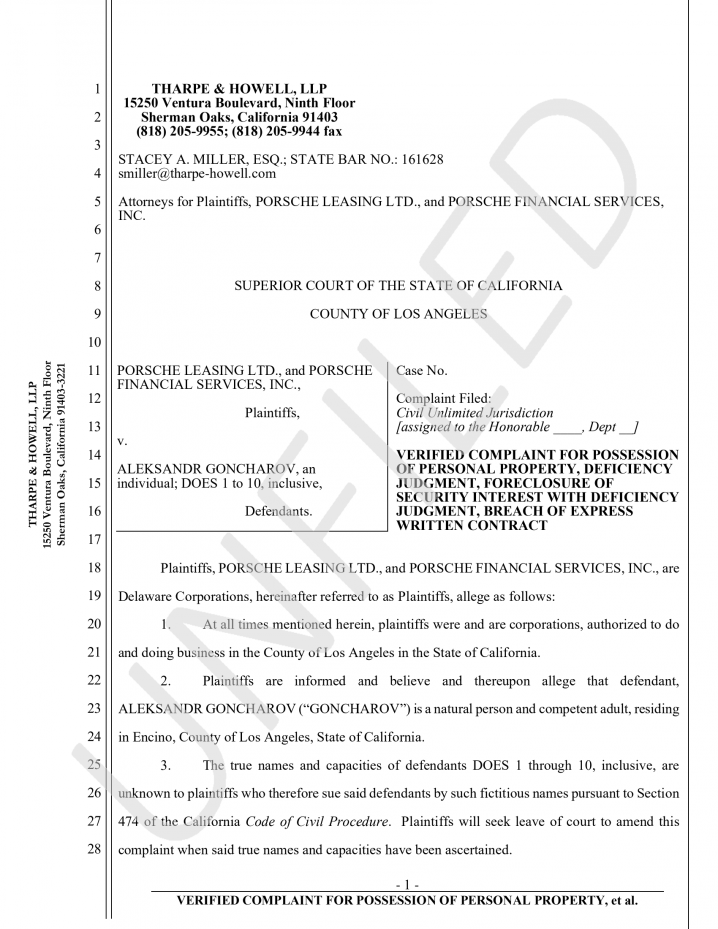 THARPE & HOWELL, LLP
15250 Ventura Boulevard, Ninth Floor
Sherman Oaks, California 91403-3221
1
2
3
4
5
6
7
8
9
10
11
12
13
14
15
16
17
18
19
20
21
22
23
24
25
26
27
28
THARPE & HOWELL, LLP
15250 Ventura Boulevard, Ninth Floor
Sherman Oaks, California 91403
(818) 205-9955; (818) 205-9944 fax
STACEY A. MILLER, ESQ.; STATE BAR NO.: 161628
smiller@tharpe-howell.com
Attorneys for Plaintiffs, PORSCHE LEASING LTD., and PORSCHE FINANCIAL SERVICES,
INC.
SUPERIOR COURT OF THE STATE OF CALIFORNIA
COUNTY OF LOS ANGELES
PORSCHE LEASING LTD., and PORSCHE
FINANCIAL SERVICES, INC.,
Plaintiffs,
v.
ALEKSANDR GONCHAROV, an
individual; DOES 1 to 10, inclusive,
Defendants.
Case No.
Complaint Filed:
Civil Unlimited Jurisdiction
[assigned to the Honorable ____, Dept __]
VERIFIED COMPLAINT FOR POSSESSION
OF PERSONAL PROPERTY, DEFICIENCY
JUDGMENT, FORECLOSURE OF
SECURITY INTEREST WITH DEFICIENCY
JUDGMENT, BREACH OF EXPRESS
WRITTEN CONTRACT
Plaintiffs, PORSCHE LEASING LTD., and PORSCHE FINANCIAL SERVICES, INC., are
Delaware Corporations, hereinafter referred to as Plaintiffs, allege as follows:
1. At all times mentioned herein, plaintiffs were and are corporations, authorized to do
and doing business in the County of Los Angeles in the State of California.
2. Plaintiffs are informed and believe and thereupon allege that defendant,
ALEKSANDR GONCHAROV (“GONCHAROV”) is a natural person and competent adult, residing
in Encino, County of Los Angeles, State of California.
3. The true names and capacities of defendants DOES 1 through 10, inclusive, are
unknown to plaintiffs who therefore sue said defendants by such fictitious names pursuant to Section
474 of the California Code of Civil Procedure. Plaintiffs will seek leave of court to amend this
complaint when said true names and capacities have been ascertained.
- 1 -
VERIFIED COMPLAINT FOR POSSESSION OF PERSONAL PROPERTY, et al.
UNFILED